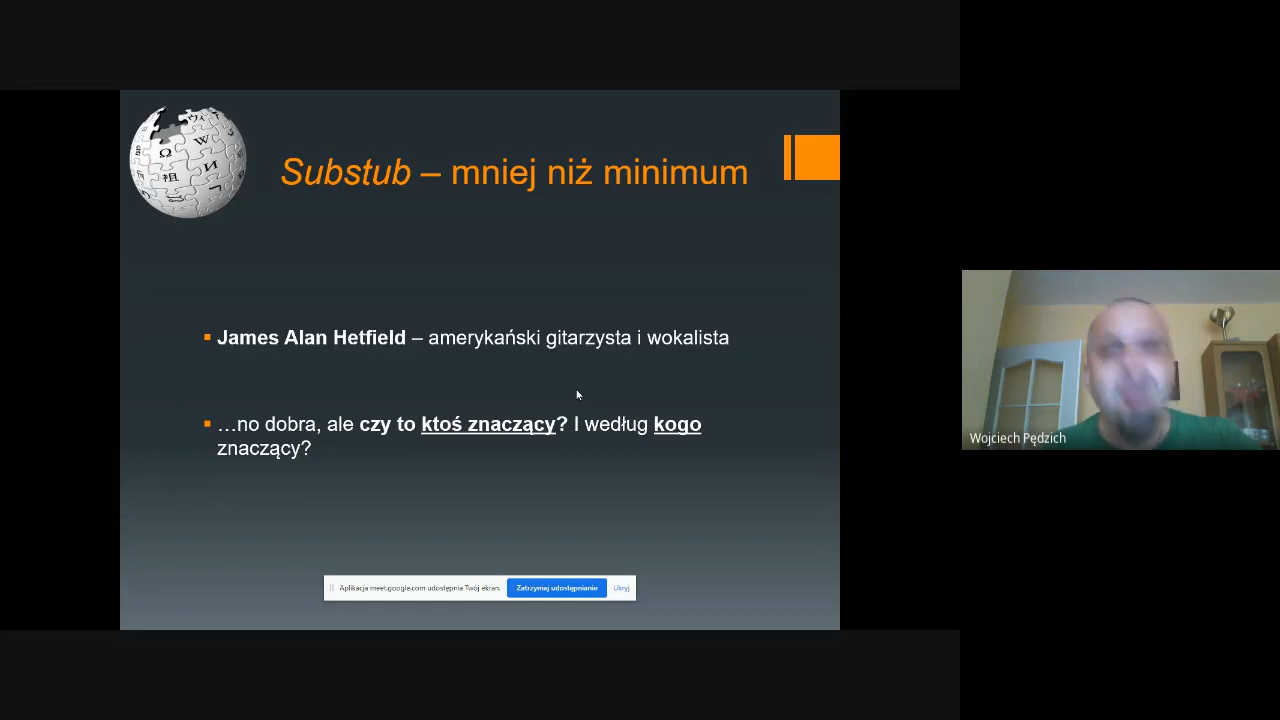 Substub – mniej niż minimum
James Alan Hetfield – amerykański gitarzysta i wokalista
…no dobra, ale czy to ktoś znaczący? I według kogo
znaczący?
Aplikacja meet.google.com udostępnia Twój ekran. Zatrzymaj udostępnianie Ukryj
Wojciech Pędzich